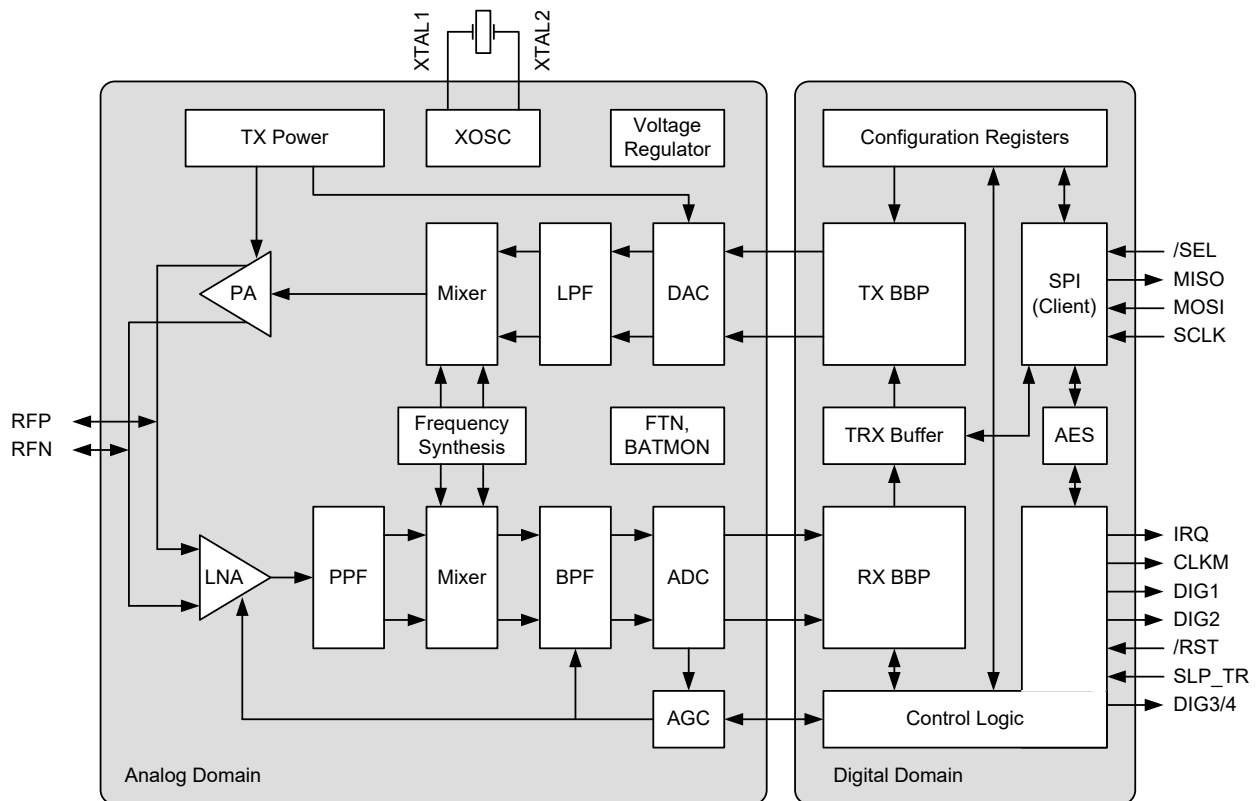 XTAL1
XTAL2
TX Power
XOSC
Voltage
Regulator
Configuration Registers
PA
Mixer
LPF
DAC
TX BBP
SPI
(Client)
/SEL
MISO
MOSI
SCLK
RFP
RFN
Frequency
Synthesis
FTN,
BATMON
TRX Buffer
AES
LNA
PPF
Mixer
BPF
ADC
RX BBP
IRQ
CLKM
DIG1
DIG2
/RST
SLP_TR
DIG3/4
AGC
Control Logic
Analog Domain
Digital Domain